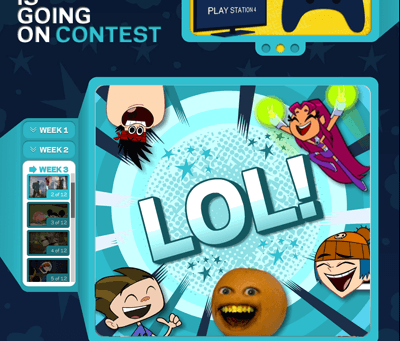 IS
GOING
ON CONTEST
PLAY STATION 4
WEEK 1
WEEK 2
WEEK 3
2 of 12
3 of 12
4 of 12
5 of 12
LOL!